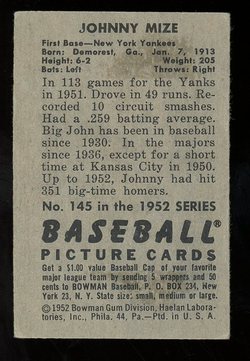 JOHNNY MIZE
First Base—New York Yankees
Born: Demorest, Ga., Jan. 7, 1913
Height: 6-2 Weight: 205
Bats: Left Throws: Right
In 113 games for the Yanks
in 1951. Drove in 49 runs. Re-
corded 10 circuit smashes.
Had a .259 batting average.
Big John has been in baseball
since 1930. In the majors
since 1936, except for a short
time at Kansas City in 1950.
Up to 1952, Johnny had hit
351 big-time homers.
No. 145 in the 1952 SERIES
BASEBALL®
PICTURE CARDS
Get a $1.00 value Baseball Cap of your favorite
major league team by sending 5 wrappers and 50
cents to BOWMAN BASEBALL, P. O. BOX 234, New
York 23, N. Y. State size: small, medium or large.
©1952 Bowman Gum Division, Haelan Labora-
tories, Inc., Phila. 44, Pa.—Ptd. in U. S. A.